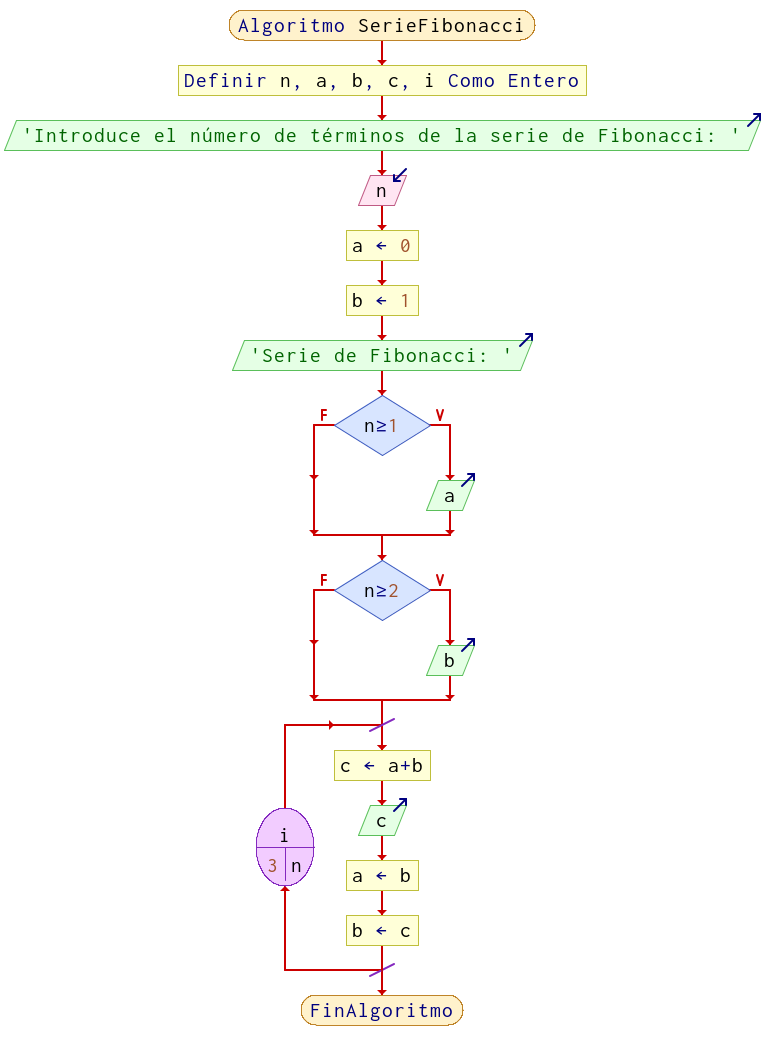 Algoritmo SerieFibonacci
Definir n, a, b, c, i Como Entero
'Introduce el número de términos de la serie de Fibonacci: '
n
a ← 0
b ← 1
'Serie de Fibonacci: '
F
V
n≥1
a
F
V
n≥2
b
c ← a+b
c
i
3 n
a ← b
b ← c
FinAlgoritmo